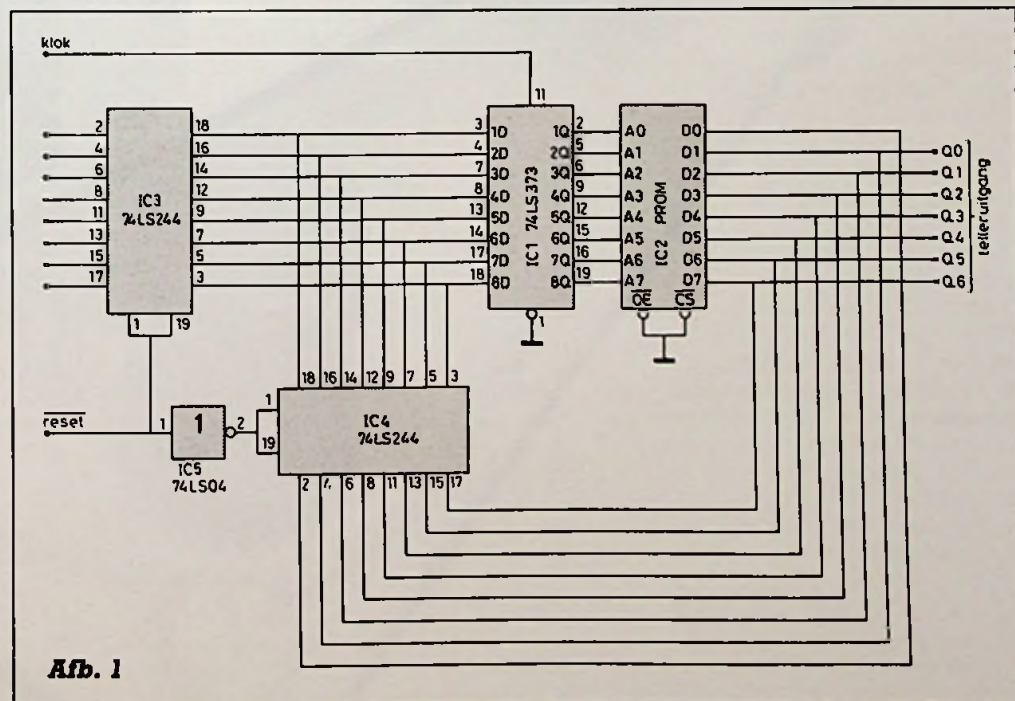 klok
11
2 18 3 1D 1Q 2 A0 D0
4 16 4 2D 2Q 5 A1 D1 Q0
6 14 7 3D 3Q 6 A2 D2 Q1
8 12 8 4D 4Q 9 A3 D3 Q2
11 9 13 5D 5Q 12 A4 D4 Q3
13 7 14 6D 6Q 15 A5 D5 Q4
15 5 17 7D 7Q 16 A6 D6 Q5
17 3 18 8D 8Q 19 A7 D7 Q6
IC3
74LS244
IC1 74LS373
IC2 PROM
telleruitgang
OE CS
1 19
1
18 16 14 12 9 7 5 3
reset
1 1 2
1
19
IC4
74LS244
IC5
74LS04
2 4 6 8 11 13 15 17
Afb. 1